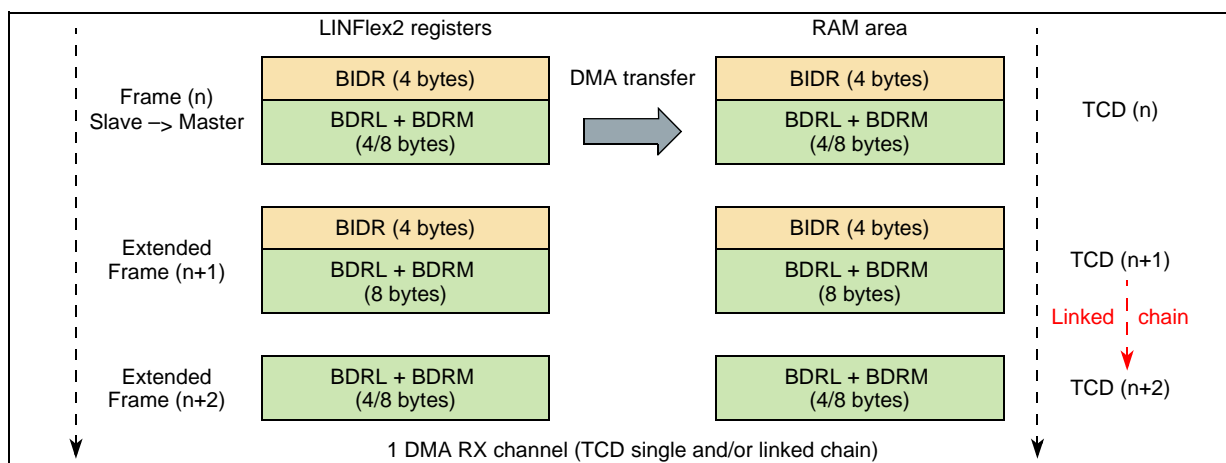 LINFlex2 registers
RAM area
Frame (n)
Slave –> Master
BIDR (4 bytes)
BDRL + BDRM
(4/8 bytes)
DMA transfer
BIDR (4 bytes)
BDRL + BDRM
(4/8 bytes)
TCD (n)
Extended
Frame (n+1)
BIDR (4 bytes)
BDRL + BDRM
(8 bytes)
BIDR (4 bytes)
BDRL + BDRM
(8 bytes)
TCD (n+1)
Linked chain
Extended
Frame (n+2)
BDRL + BDRM
(4/8 bytes)
BDRL + BDRM
(4/8 bytes)
TCD (n+2)
1 DMA RX channel (TCD single and/or linked chain)